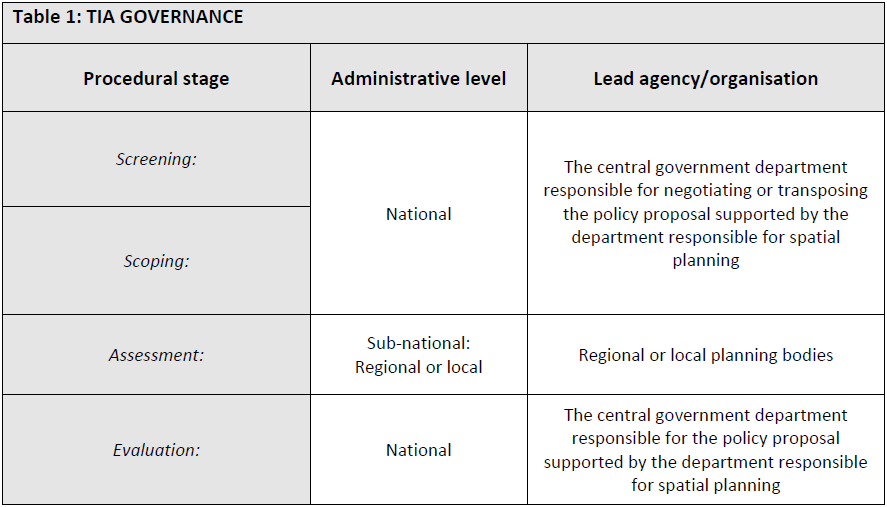 Table 1: TIA GOVERNANCE
Procedural stage
Administrative level
Lead agency/organisation
Screening:
Scoping:
National
The central government department
responsible for negotiating or transposing
the policy proposal supported by the
department responsible for spatial
planning
Assessment:
Sub-national:
Regional or local
Regional or local planning bodies
Evaluation:
National
The central government department
responsible for the policy proposal
supported by the department responsible
for spatial planning